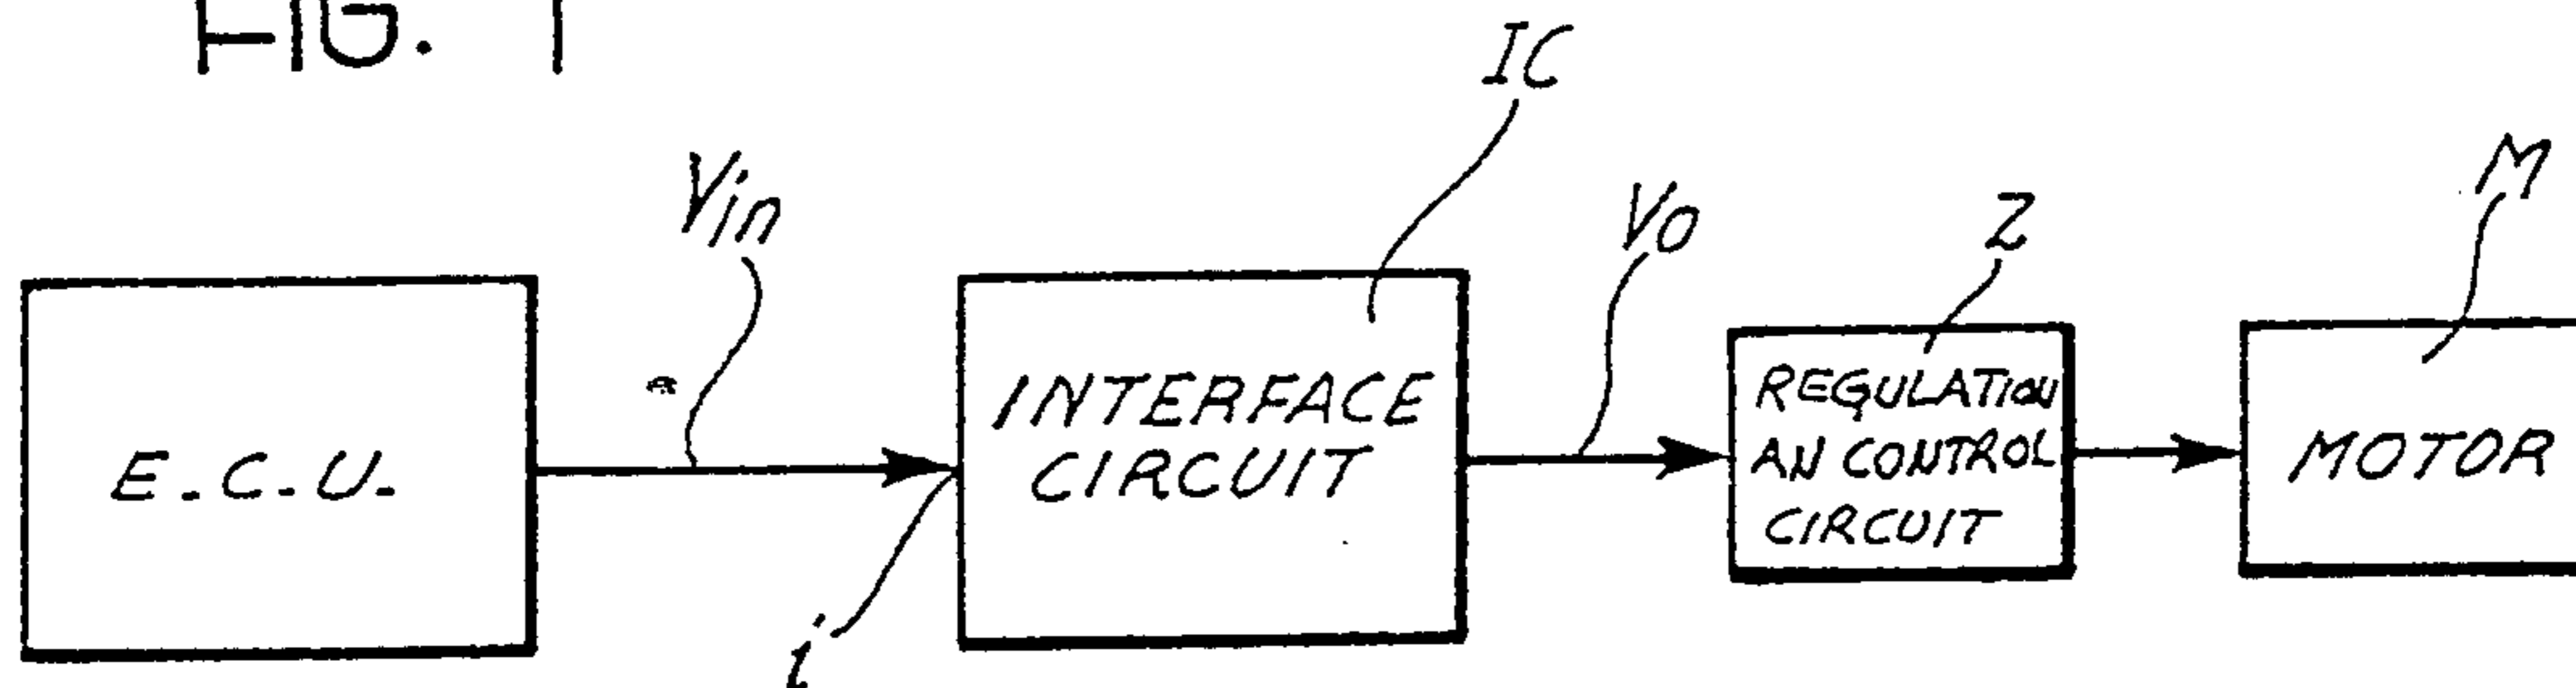 FIG. 1
IC
Vin
Vo
Z
M
E.C.U.
INTERFACE
CIRCUIT
REGULATION
AN CONTROL
CIRCUIT
MOTOR
i